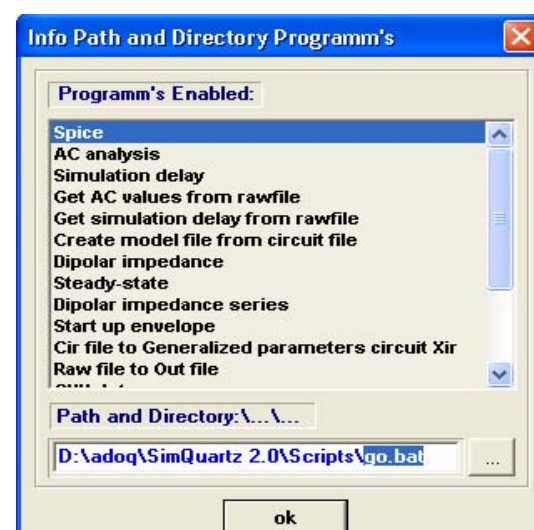 Info Path and Directory Programm's
Programm's Enabled:
Spice
AC analysis
Simulation delay
Get AC values from rawfile
Get simulation delay from rawfile
Create model file from circuit file
Dipolar impedance
Steady-state
Dipolar impedance series
Start up envelope
Cir file to Generalized parameters circuit Xir
Raw file to Out file
Path and Directory:\...\...
D:\adoq\SimQuartz 2.0\Scripts\go.bat
...
ok